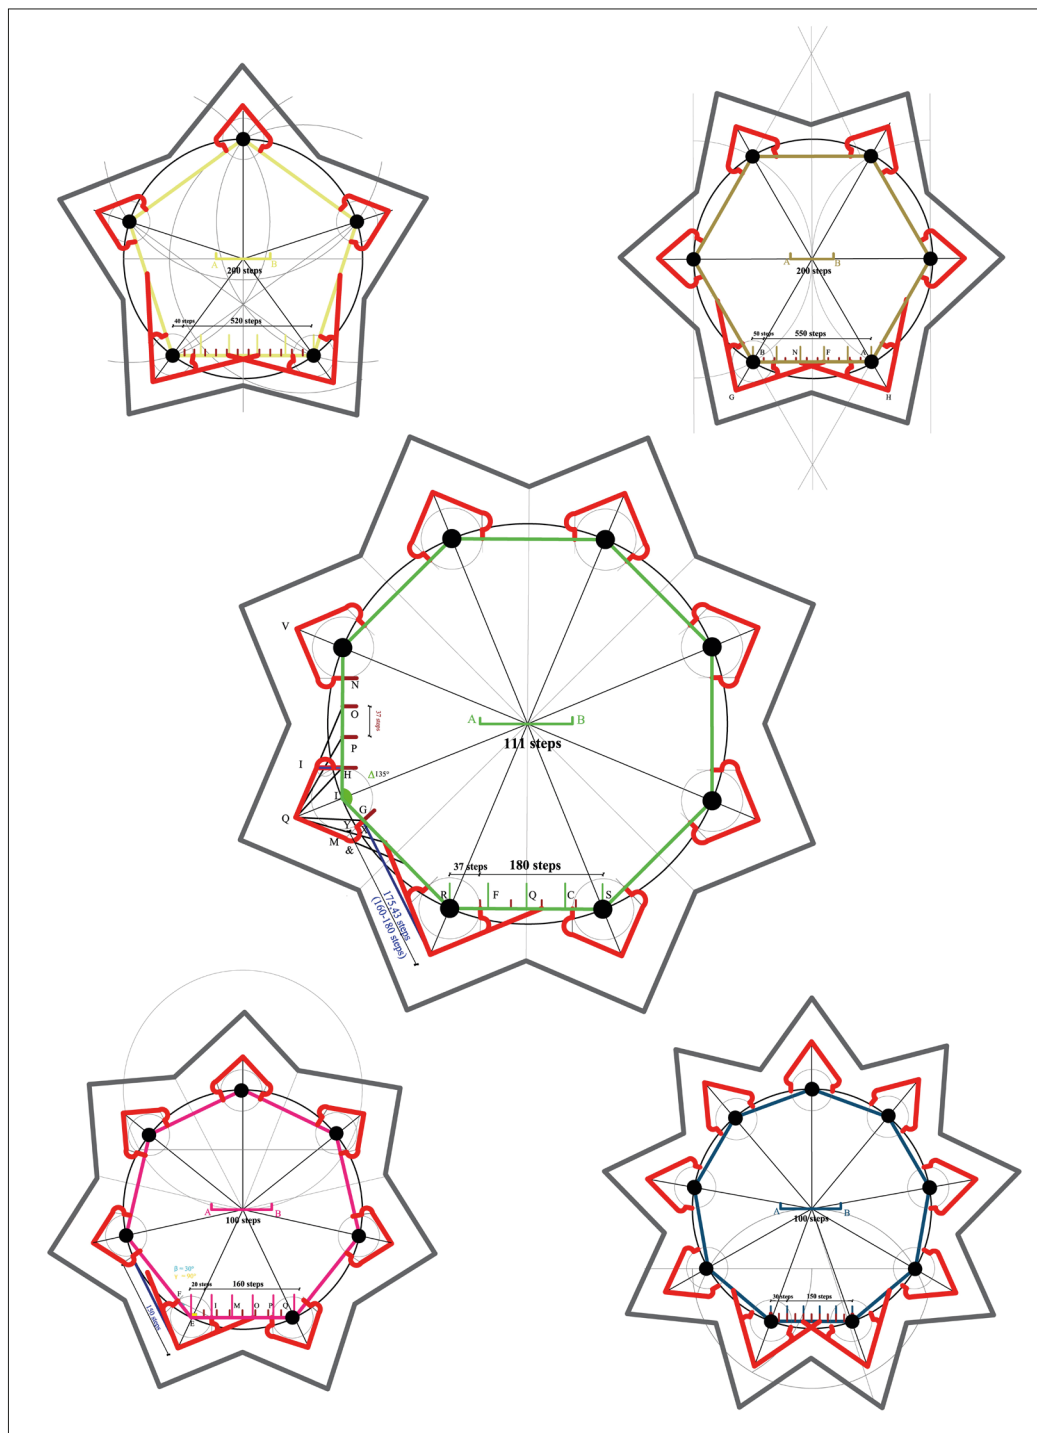 A B
200 steps
40 steps 520 steps
A B
200 steps
50 steps 550 steps
B N F A
G H
V
N
O
37 steps
P
I
H
Δ 135°
L
Q
G
Y
M &
A B
111 steps
37 steps 180 steps
R F Q C S
175,43 steps
(160-180 steps)
A B
100 steps
β = 30°
20 steps 160 steps
F I M O P Q
E
150 steps
A B
100 steps
30 steps 150 steps